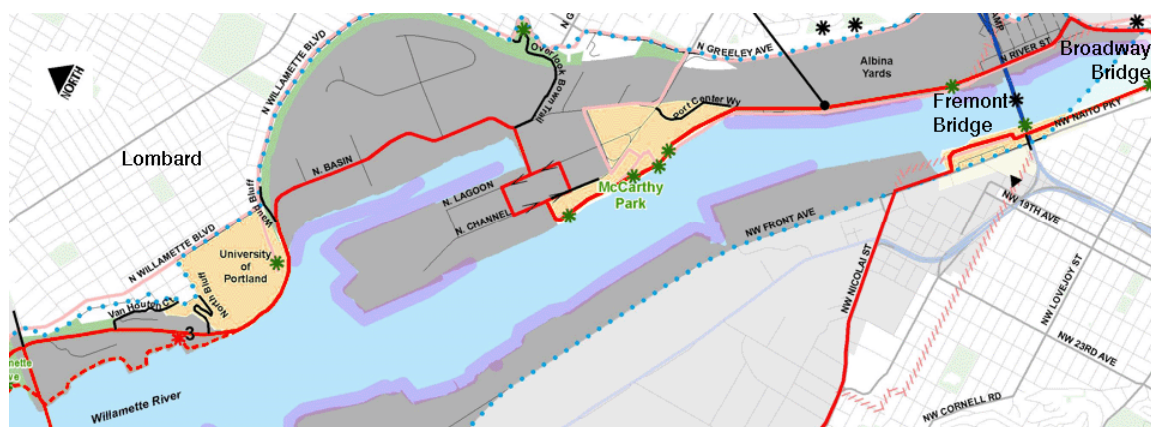 NORTH
N WILLAMETTE BLVD
Lombard
N WILLAMETTE BLVD
Waud
Bluff
University
of
Portland
North Bluff
Van Houten
3
Willamette River
N. BASIN
N. LAGOON
N. CHANNEL
Overlook Bown Trail
N GREELEY AVE
Port Center Wy
McCarthy
Park
Albina
Yards
N RIVER ST
Broadway
Bridge
Fremont
Bridge
NW NAITO PKY
NW FRONT AVE
NW NICOLAI ST
NW 19TH AVE
NW LOVEJOY ST
NW 23RD AVE
NW CORNELL RD